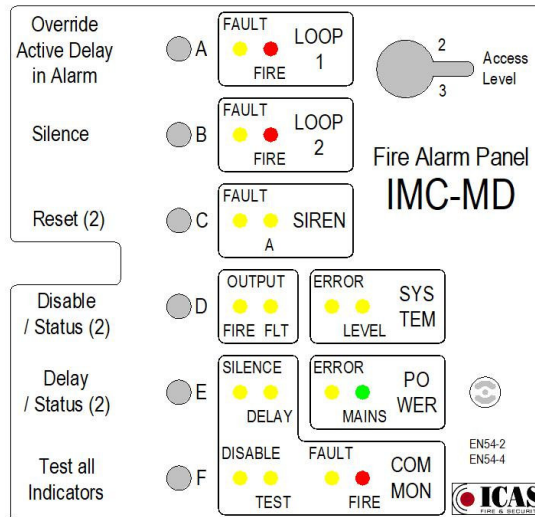 Override
Active Delay
in Alarm
A
FAULT
FIRE
LOOP
1
2
3
Access
Level
Silence
B
FAULT
FIRE
LOOP
2
Fire Alarm Panel
IMC-MD
Reset (2)
C
FAULT
A
SIREN
Disable
/ Status (2)
D
OUTPUT
FIRE FLT
ERROR
LEVEL
SYS
TEM
Delay
/ Status (2)
E
SILENCE
DELAY
ERROR
MAINS
PO
WER
Test all
Indicators
F
DISABLE
TEST
FAULT
FIRE
COM
MON
EN54-2
EN54-4
ICAS
FIRE & SECURIT